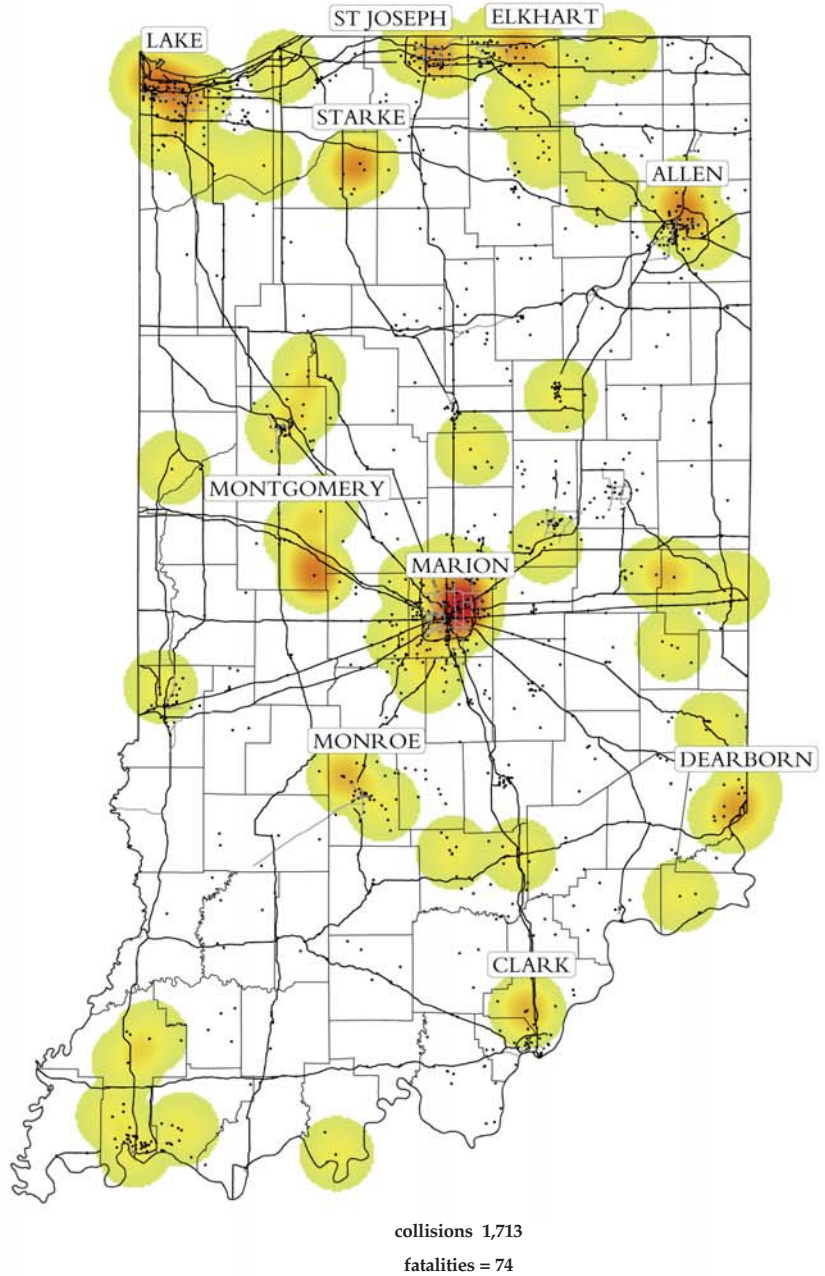 ST JOSEPH
ELKHART
LAKE
STARKE
ALLEN
MONTGOMERY
MARION
MONROE
DEARBORN
CLARK
collisions 1,713
fatalities = 74